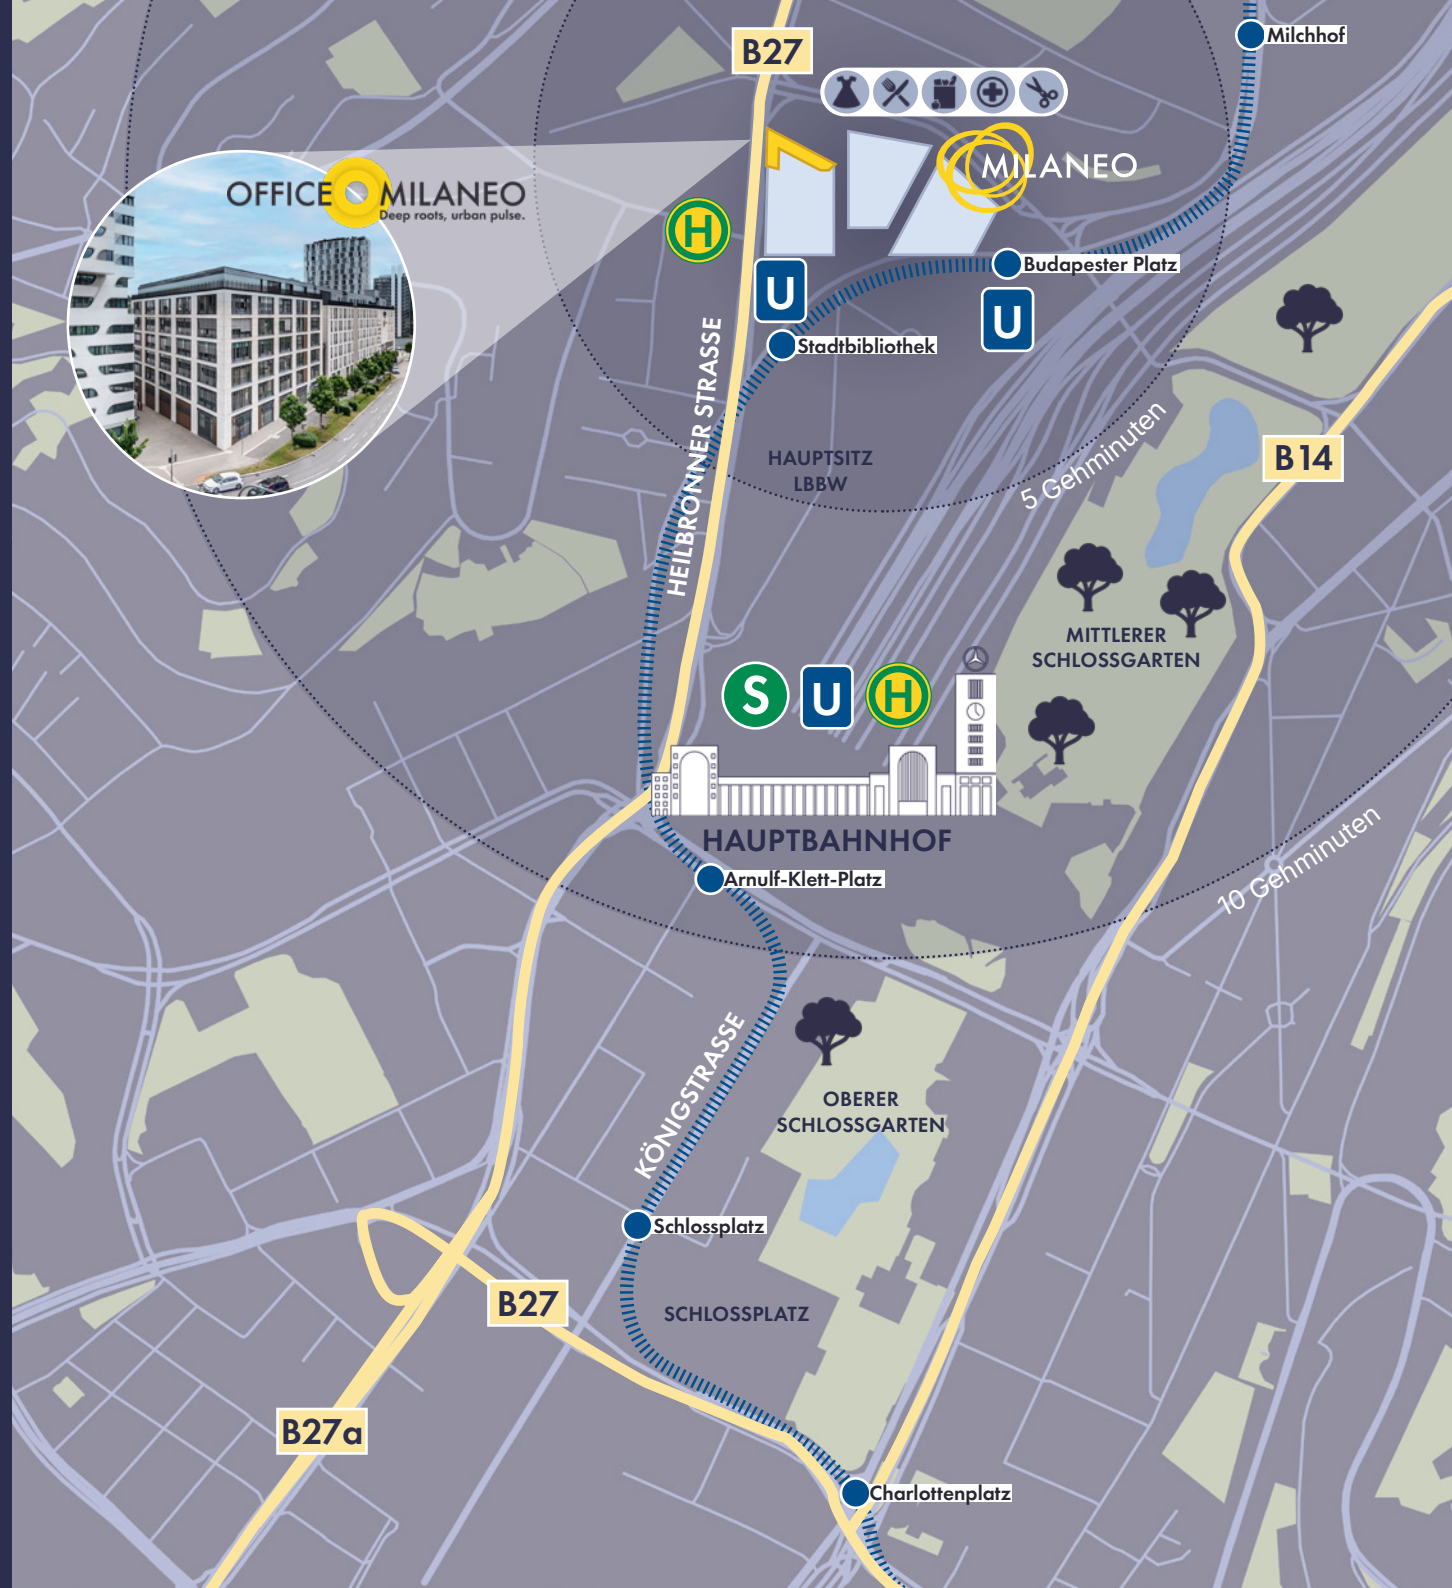 Milchhof
B27
MILANEO
OFFICE MILANEO
Deep roots, urban pulse.
H
U
Budapester Platz
U
Stadtbibliothek
HEILBRONNER STRASSE
HAUPTSITZ
LBBW
5 Gehminuten
B14
MITTLERER
SCHLOSSGARTEN
S
U
H
HAUPTBAHNHOF
10 Gehminuten
Arnulf-Klett-Platz
KÖNIGSTRASSE
OBERER
SCHLOSSGARTEN
Schlossplatz
B27
SCHLOSSPLATZ
B27a
Charlottenplatz